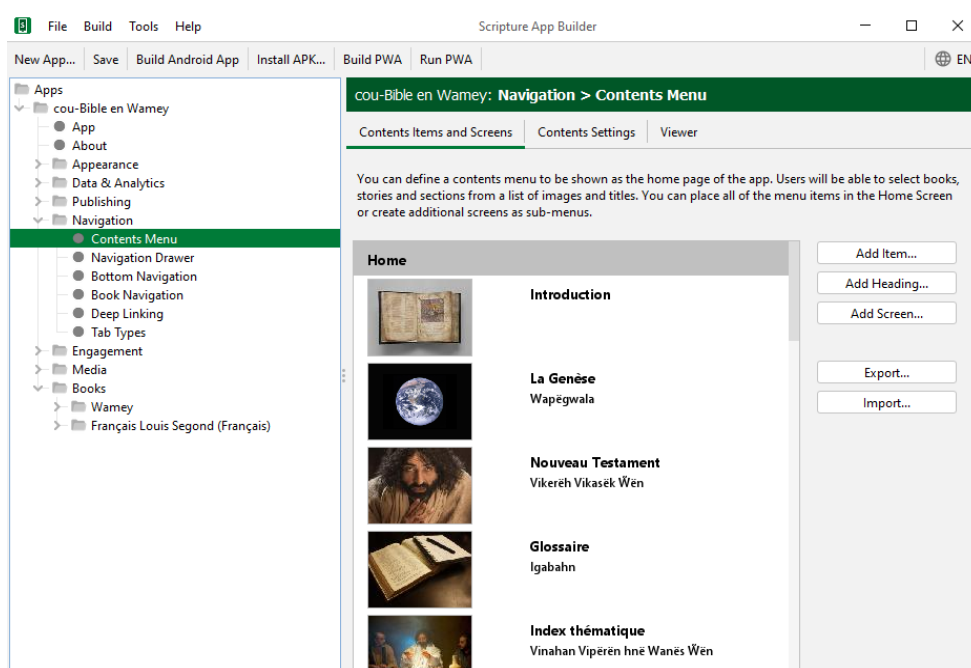 File Build Tools Help Scripture App Builder
New App... Save Build Android App Install APK... Build PWA Run PWA EN
Apps
cou-Bible en Wamey
App
About
Appearance
Data & Analytics
Publishing
Navigation
Contents Menu
Navigation Drawer
Bottom Navigation
Book Navigation
Deep Linking
Tab Types
Engagement
Media
Books
Wamey
Français Louis Segond (Français)
cou-Bible en Wamey: Navigation > Contents Menu
Contents Items and Screens Contents Settings Viewer
You can define a contents menu to be shown as the home page of the app. Users will be able to select books,
stories and sections from a list of images and titles. You can place all of the menu items in the Home Screen
or create additional screens as sub-menus.
Home
Introduction
La Genèse
Wapëgwala
Nouveau Testament
Vikerëh Vikasëk W̃ën
Glossaire
Igabahn
Index thématique
Vinahan Vipërën hnë Wanës W̃ën
Add Item...
Add Heading...
Add Screen...
Export...
Import...